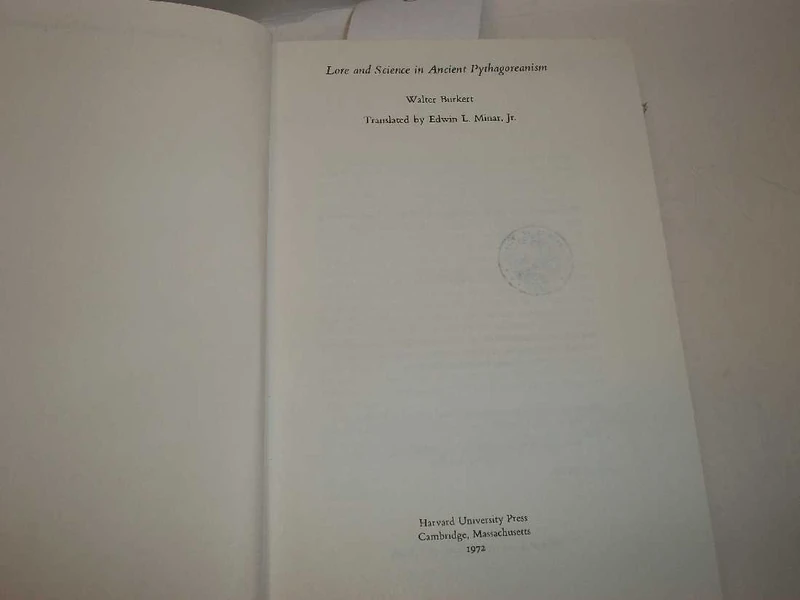 Lore and Science in Ancient Pythagoreanism
Walter Burkert
Translated by Edwin L. Minar, Jr.
Harvard University Press
Cambridge, Massachusetts
1972